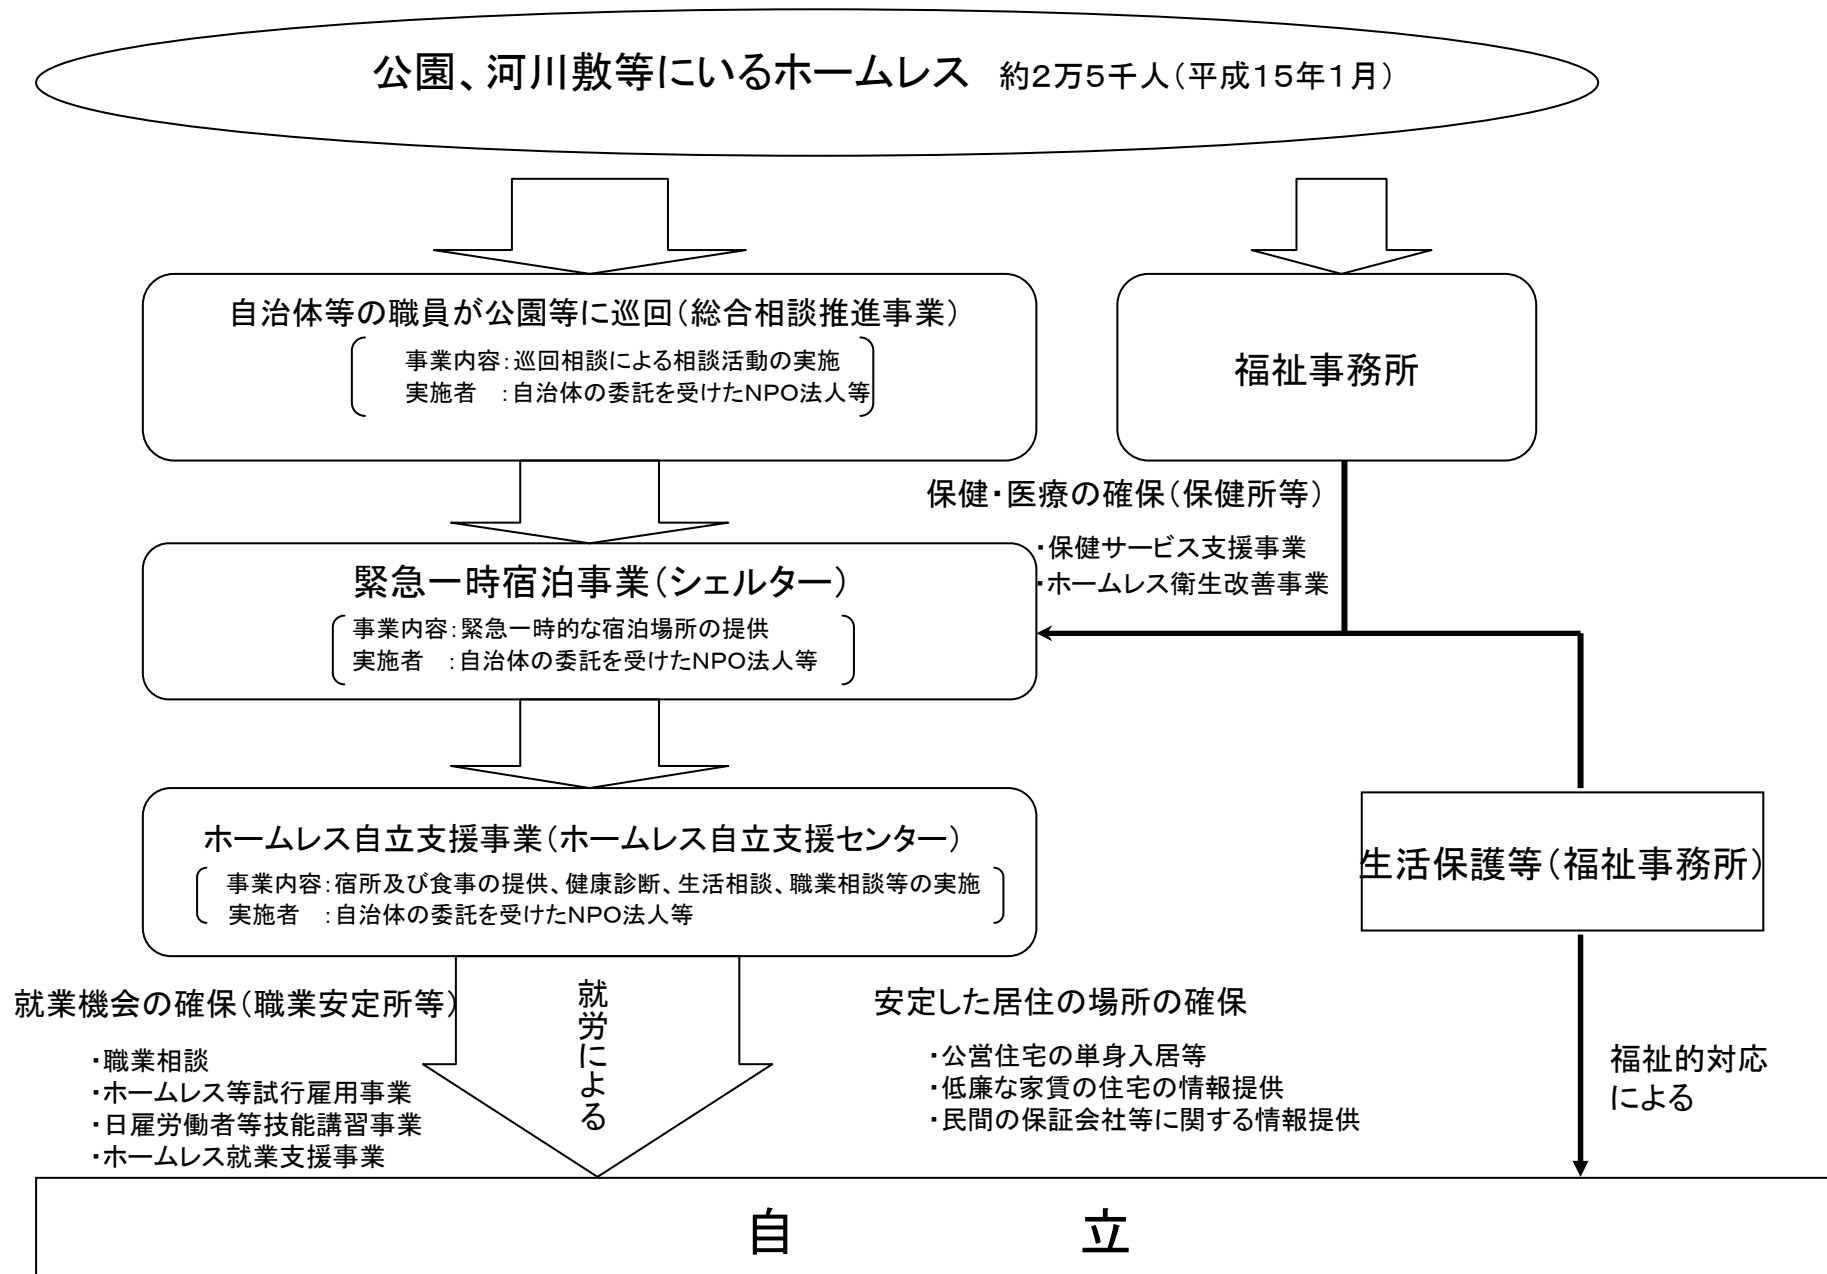 公園、河川敷等にいるホームレス　約2万5千人(平成15年1月)
自治体等の職員が公園等に巡回(総合相談推進事業)
事業内容:巡回相談による相談活動の実施
実施者　:自治体の委託を受けたNPO法人等
福祉事務所
保健・医療の確保(保健所等)
・保健サービス支援事業
・ホームレス衛生改善事業
緊急一時宿泊事業(シェルター)
事業内容:緊急一時的な宿泊場所の提供
実施者　:自治体の委託を受けたNPO法人等
ホームレス自立支援事業(ホームレス自立支援センター)
事業内容:宿所及び食事の提供、健康診断、生活相談、職業相談等の実施
実施者　:自治体の委託を受けたNPO法人等
生活保護等(福祉事務所)
就業機会の確保(職業安定所等)
・職業相談
・ホームレス等試行雇用事業
・日雇労働者等技能講習事業
・ホームレス就業支援事業
就労による
安定した居住の場所の確保
・公営住宅の単身入居等
・低廉な家賃の住宅の情報提供
・民間の保証会社等に関する情報提供
福祉的対応
による
自　　　立